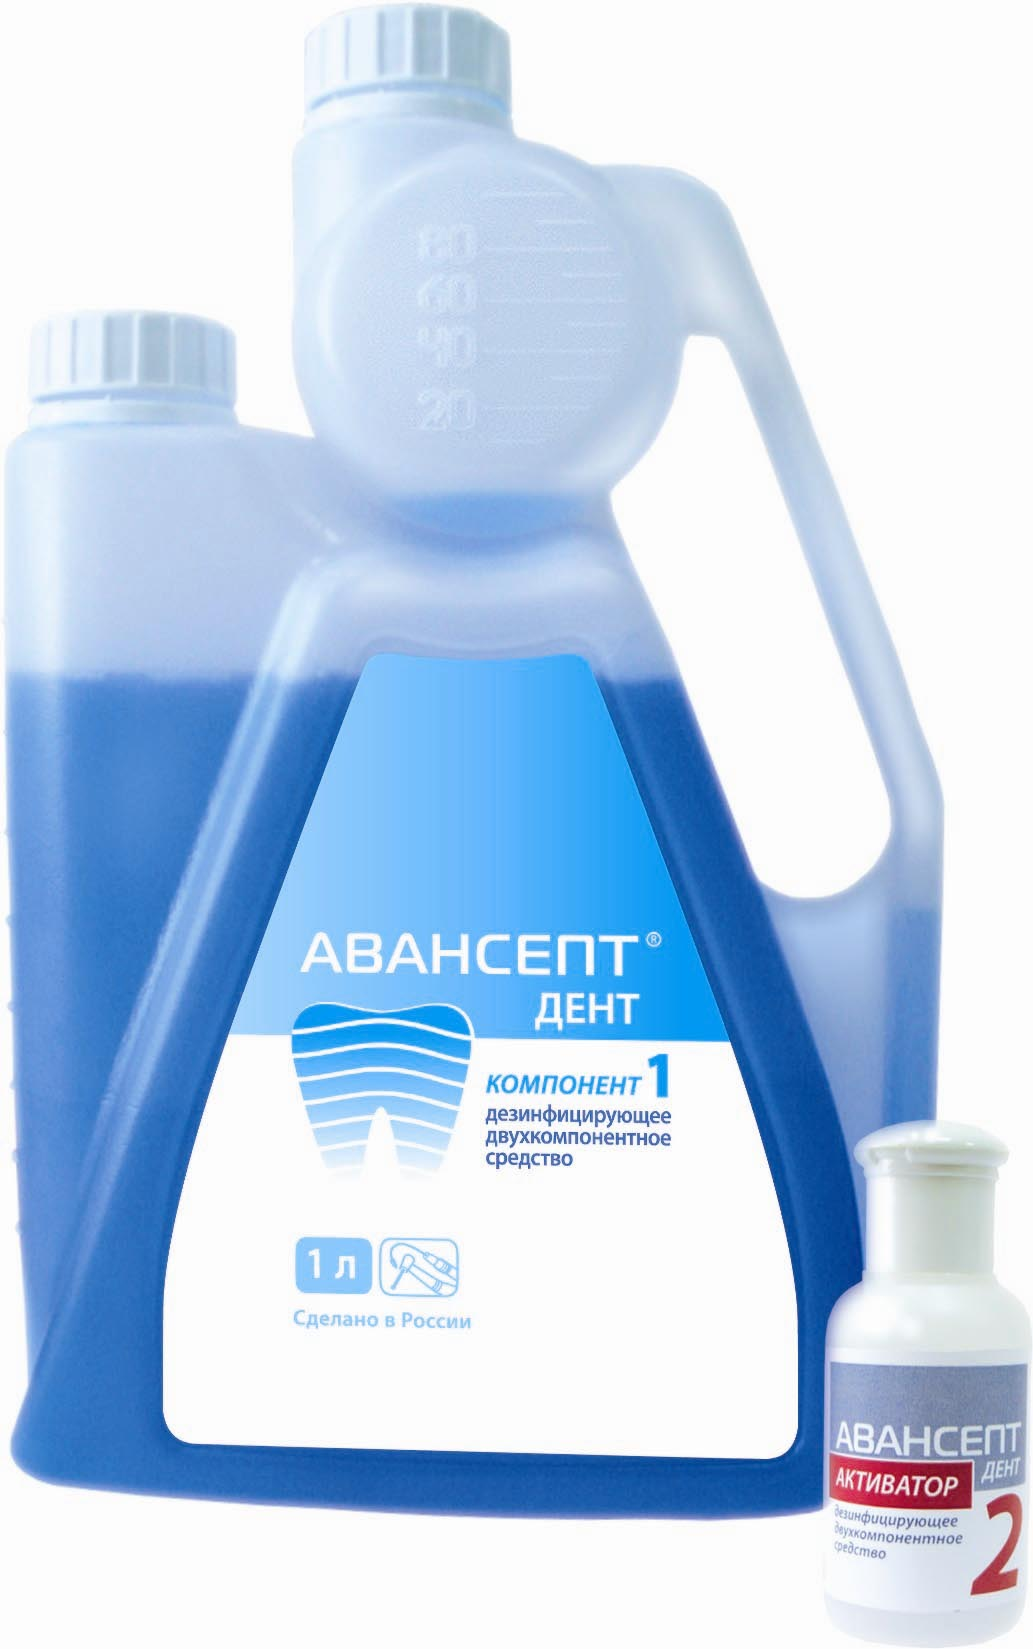 80
60
40
20
АВАНСЕПТ®
ДЕНТ
КОМПОНЕНТ 1
дезинфицирующее
двухкомпонентное
средство
1 л
Сделано в России
АВАНСЕПТ
ДЕНТ
АКТИВАТОР
2
дезинфицирующее
двухкомпонентное
средство